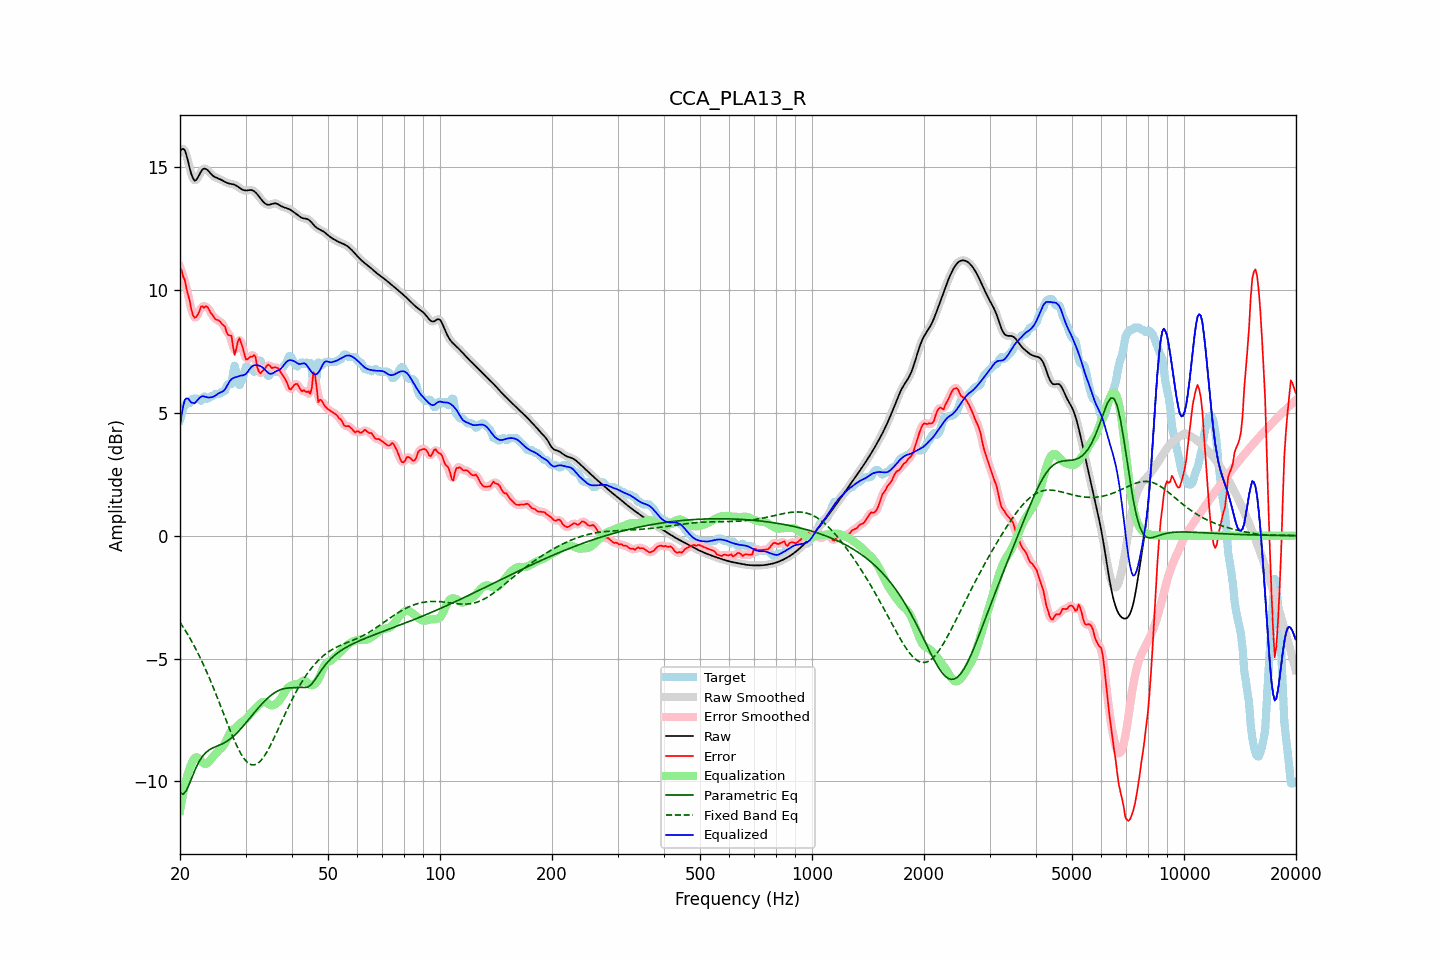 CCA_PLA13_R
Amplitude (dBr)
15
10
5
0
−5
−10
Target
Raw Smoothed
Error Smoothed
Raw
Error
Equalization
Parametric Eq
Fixed Band Eq
Equalized
20 50 100 200 500 1000 2000 5000 10000 20000
Frequency (Hz)